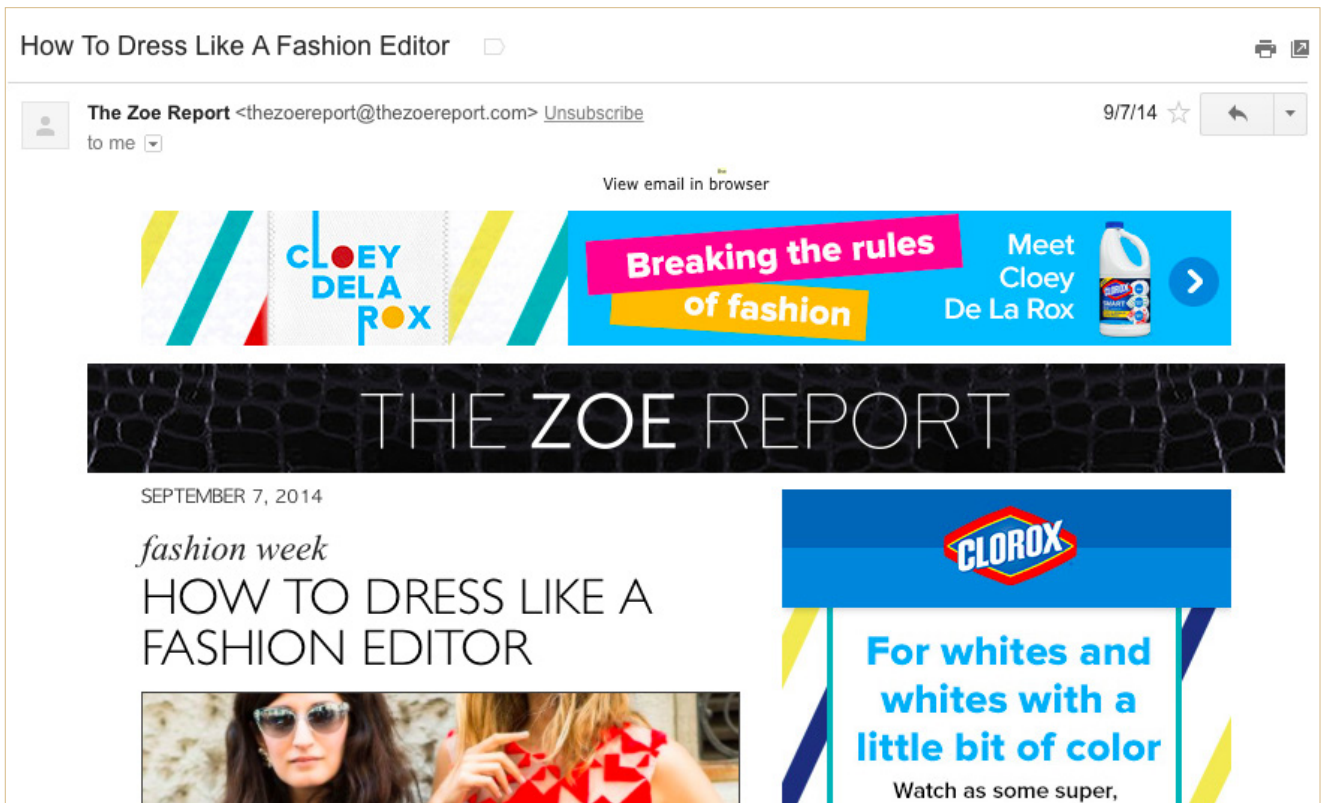 How To Dress Like A Fashion Editor
The Zoe Report <thezoereport@thezoereport.com> Unsubscribe
9/7/14
to me
View email in browser
CLOEY
DELA
ROX
Breaking the rules
of fashion
Meet
Cloey
De La Rox
CLOROX
SMART
THE ZOE REPORT
SEPTEMBER 7, 2014
fashion week
HOW TO DRESS LIKE A
FASHION EDITOR
CLOROX
For whites and
whites with a
little bit of color
Watch as some super,